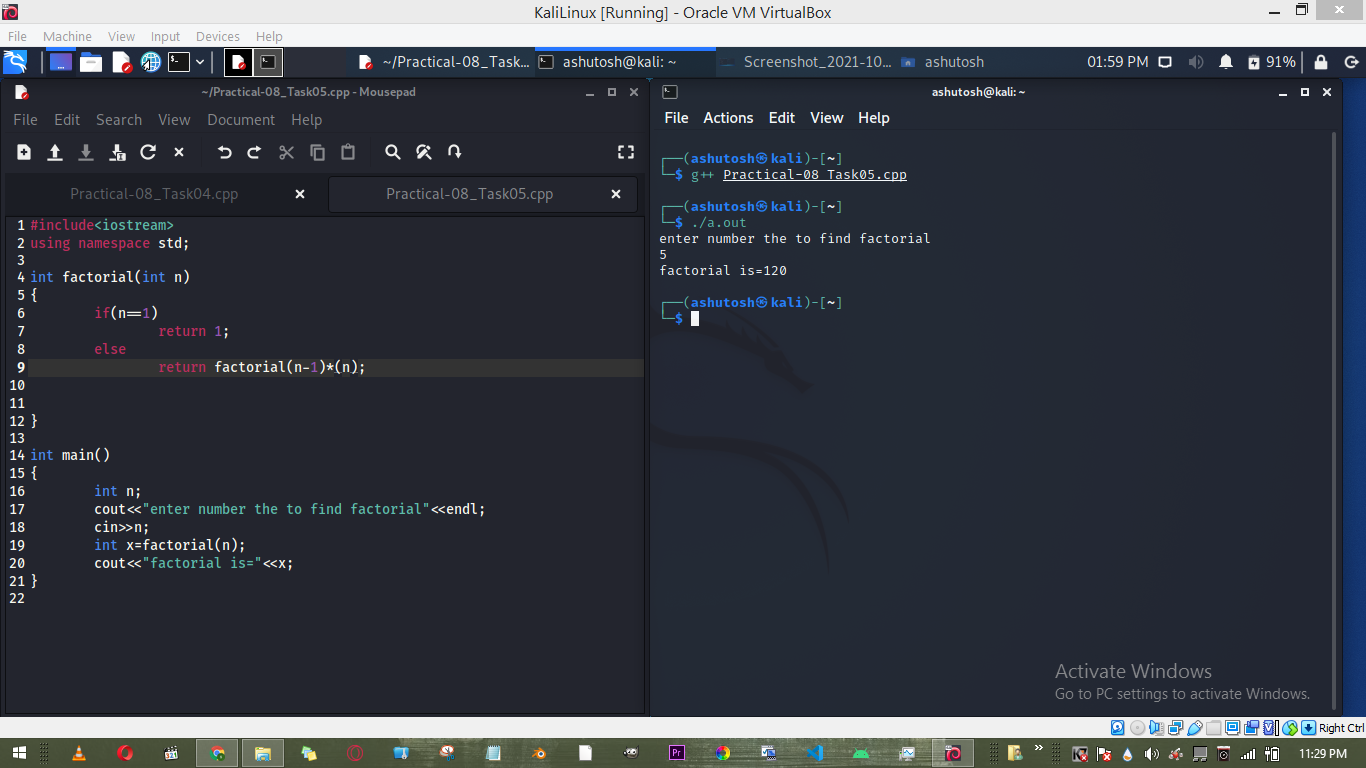 KaliLinux [Running] - Oracle VM VirtualBox
File Machine View Input Devices Help
~/Practical-08_Task... ashutosh@kali: ~ Screenshot_2021-10... ashutosh 01:59 PM 91%
~/Practical-08_Task05.cpp - Mousepad
File Edit Search View Document Help
Practical-08_Task04.cpp Practical-08_Task05.cpp
1 #include<iostream>
2 using namespace std;
3
4 int factorial(int n)
5 {
6 if(n==1)
7 return 1;
8 else
9 return factorial(n-1)*(n);
10
11
12 }
13
14 int main()
15 {
16 int n;
17 cout<<"enter number the to find factorial"<<endl;
18 cin>>n;
19 int x=factorial(n);
20 cout<<"factorial is="<<x;
21 }
22
ashutosh@kali: ~
File Actions Edit View Help
┌──(ashutosh㉿kali)-[~]
└─$ g++ Practical-08_Task05.cpp
┌──(ashutosh㉿kali)-[~]
└─$ ./a.out
enter number the to find factorial
5
factorial is=120
┌──(ashutosh㉿kali)-[~]
└─$
Activate Windows
Go to PC settings to activate Windows.
Right Ctrl
Pr
11:29 PM